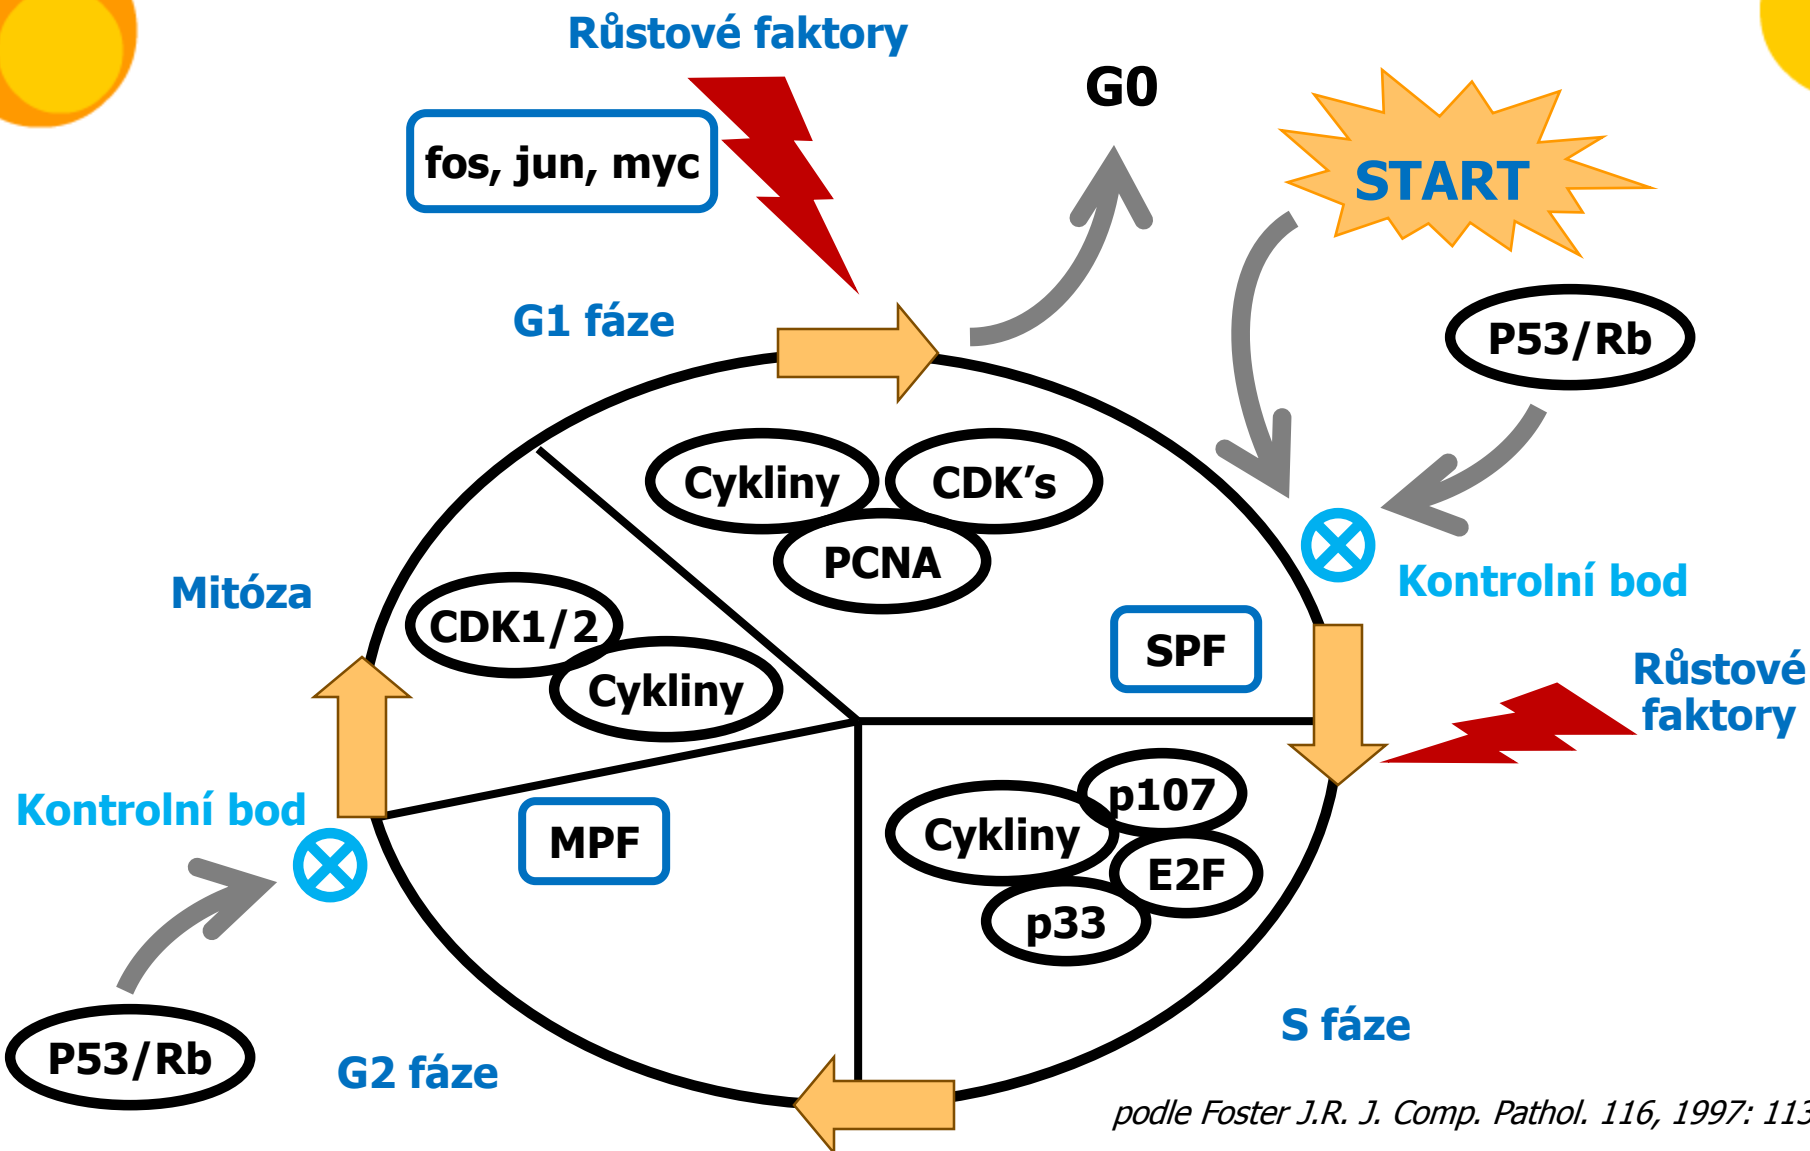 Růstové faktory
G0
fos, jun, myc
START
G1 fáze
P53/Rb
Cykliny
CDK’s
PCNA
Kontrolní bod
Mitóza
CDK1/2
Cykliny
SPF
Růstové
faktory
Kontrolní bod
MPF
p107
Cykliny
E2F
p33
P53/Rb
G2 fáze
S fáze
podle Foster J.R. J. Comp. Pathol. 116, 1997: 113